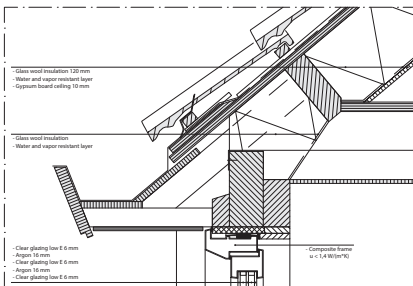 - Glass wool insulation 120 mm
- Water and vapor resistant layer
- Gypsum board ceiling 10 mm
- Glass wool insulation
- Water and vapor resistant layer
- Clear glazing low E 6 mm
- Argon 16 mm
- Clear glazing low E 6 mm
- Argon 16 mm
- Clear glazing low E 6 mm
- Composite frame
u < 1,4 W/(m²K)